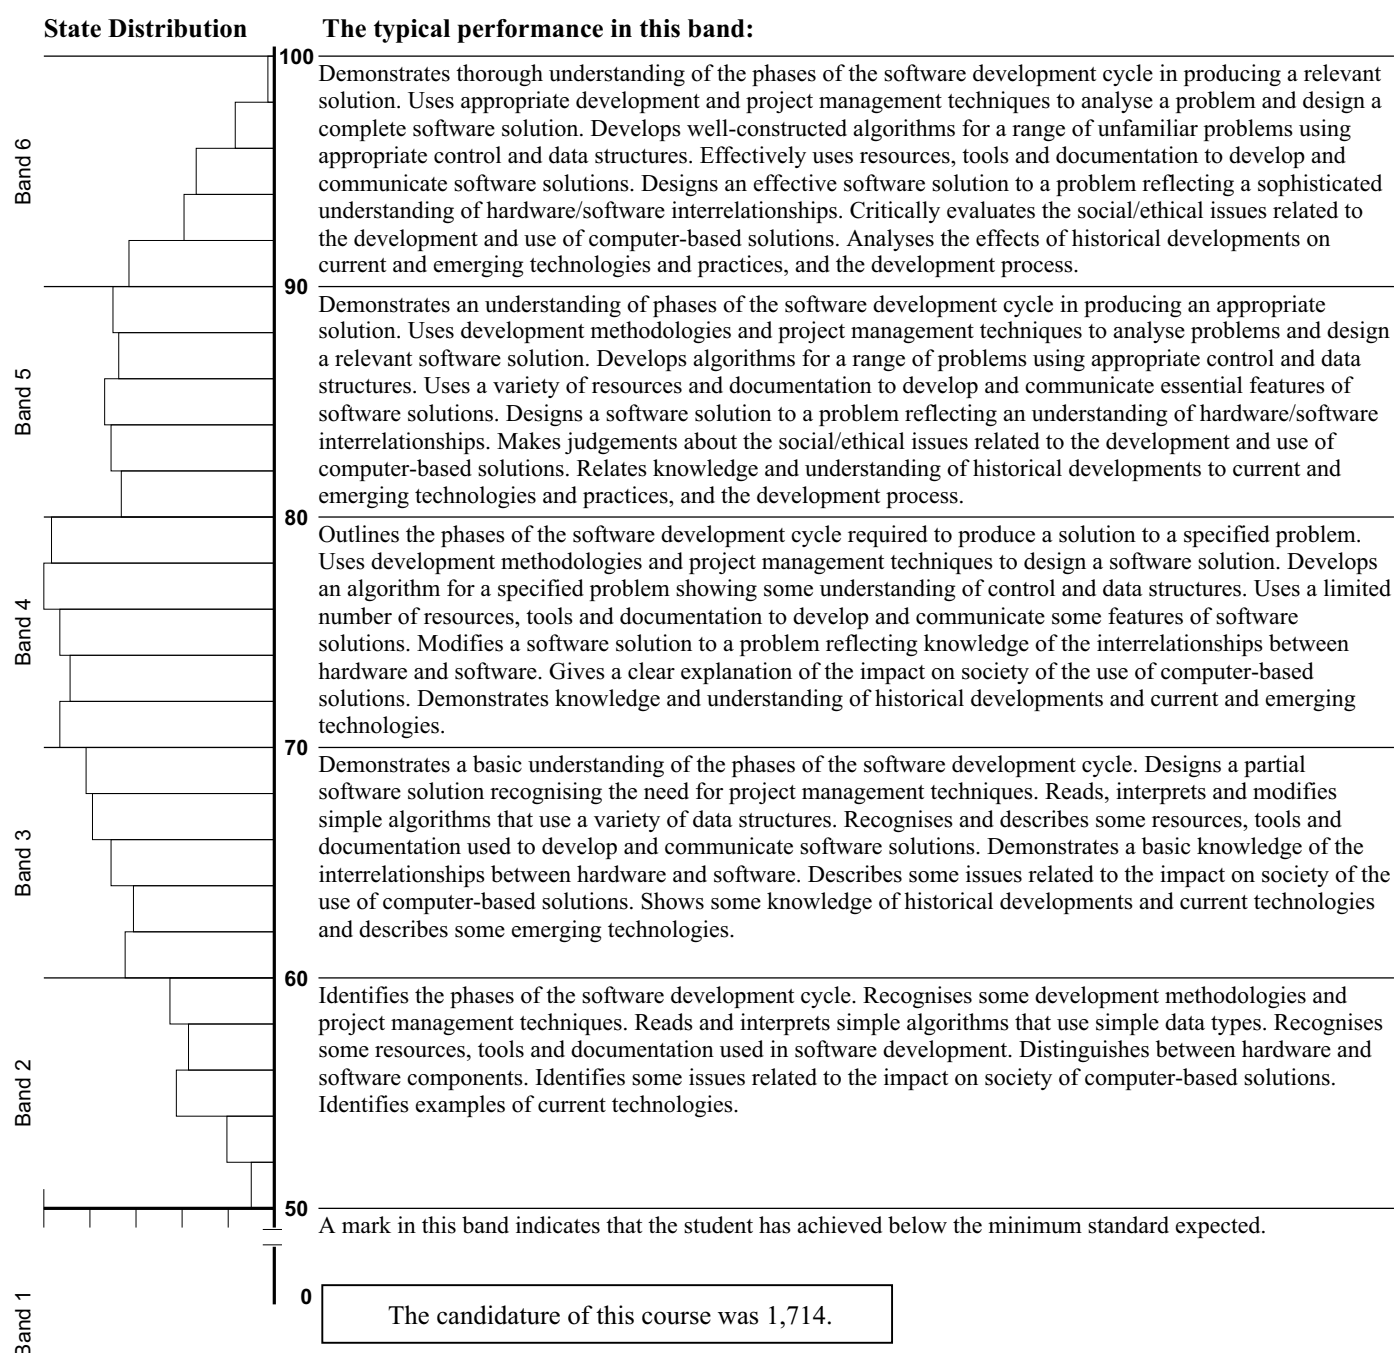 State Distribution
The typical performance in this band:
100
Band 6
Demonstrates thorough understanding of the phases of the software development cycle in producing a relevant
solution. Uses appropriate development and project management techniques to analyse a problem and design a
complete software solution. Develops well-constructed algorithms for a range of unfamiliar problems using
appropriate control and data structures. Effectively uses resources, tools and documentation to develop and
communicate software solutions. Designs an effective software solution to a problem reflecting a sophisticated
understanding of hardware/software interrelationships. Critically evaluates the social/ethical issues related to
the development and use of computer-based solutions. Analyses the effects of historical developments on
current and emerging technologies and practices, and the development process.
90
Band 5
Demonstrates an understanding of phases of the software development cycle in producing an appropriate
solution. Uses development methodologies and project management techniques to analyse problems and design
a relevant software solution. Develops algorithms for a range of problems using appropriate control and data
structures. Uses a variety of resources and documentation to develop and communicate essential features of
software solutions. Designs a software solution to a problem reflecting an understanding of hardware/software
interrelationships. Makes judgements about the social/ethical issues related to the development and use of
computer-based solutions. Relates knowledge and understanding of historical developments to current and
emerging technologies and practices, and the development process.
80
Band 4
Outlines the phases of the software development cycle required to produce a solution to a specified problem.
Uses development methodologies and project management techniques to design a software solution. Develops
an algorithm for a specified problem showing some understanding of control and data structures. Uses a limited
number of resources, tools and documentation to develop and communicate some features of software
solutions. Modifies a software solution to a problem reflecting knowledge of the interrelationships between
hardware and software. Gives a clear explanation of the impact on society of the use of computer-based
solutions. Demonstrates knowledge and understanding of historical developments and current and emerging
technologies.
70
Band 3
Demonstrates a basic understanding of the phases of the software development cycle. Designs a partial
software solution recognising the need for project management techniques. Reads, interprets and modifies
simple algorithms that use a variety of data structures. Recognises and describes some resources, tools and
documentation used to develop and communicate software solutions. Demonstrates a basic knowledge of the
interrelationships between hardware and software. Describes some issues related to the impact on society of the
use of computer-based solutions. Shows some knowledge of historical developments and current technologies
and describes some emerging technologies.
60
Band 2
Identifies the phases of the software development cycle. Recognises some development methodologies and
project management techniques. Reads and interprets simple algorithms that use simple data types. Recognises
some resources, tools and documentation used in software development. Distinguishes between hardware and
software components. Identifies some issues related to the impact on society of computer-based solutions.
Identifies examples of current technologies.
50
A mark in this band indicates that the student has achieved below the minimum standard expected.
0
Band 1
The candidature of this course was 1,714.